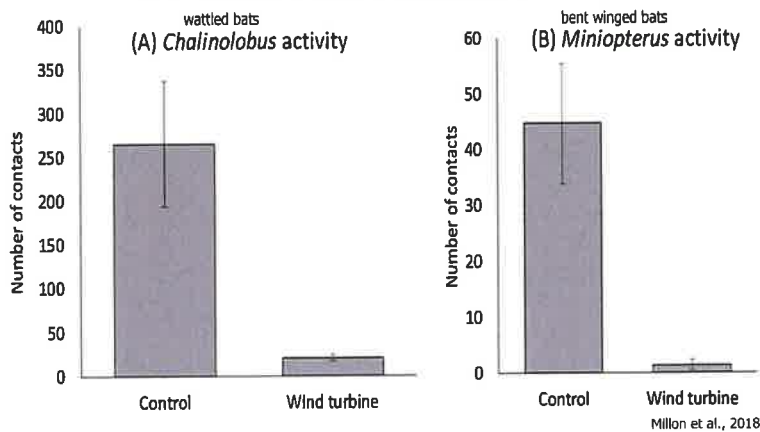 wattled bats
(A) Chalinolobus activity
400
350
300
250
200
150
100
50
0
Number of contacts
Control
Wind turbine
bent winged bats
(B) Miniopterus activity
60
50
40
30
20
10
0
Number of contacts
Control
Wind turbine
Millon et al., 2018